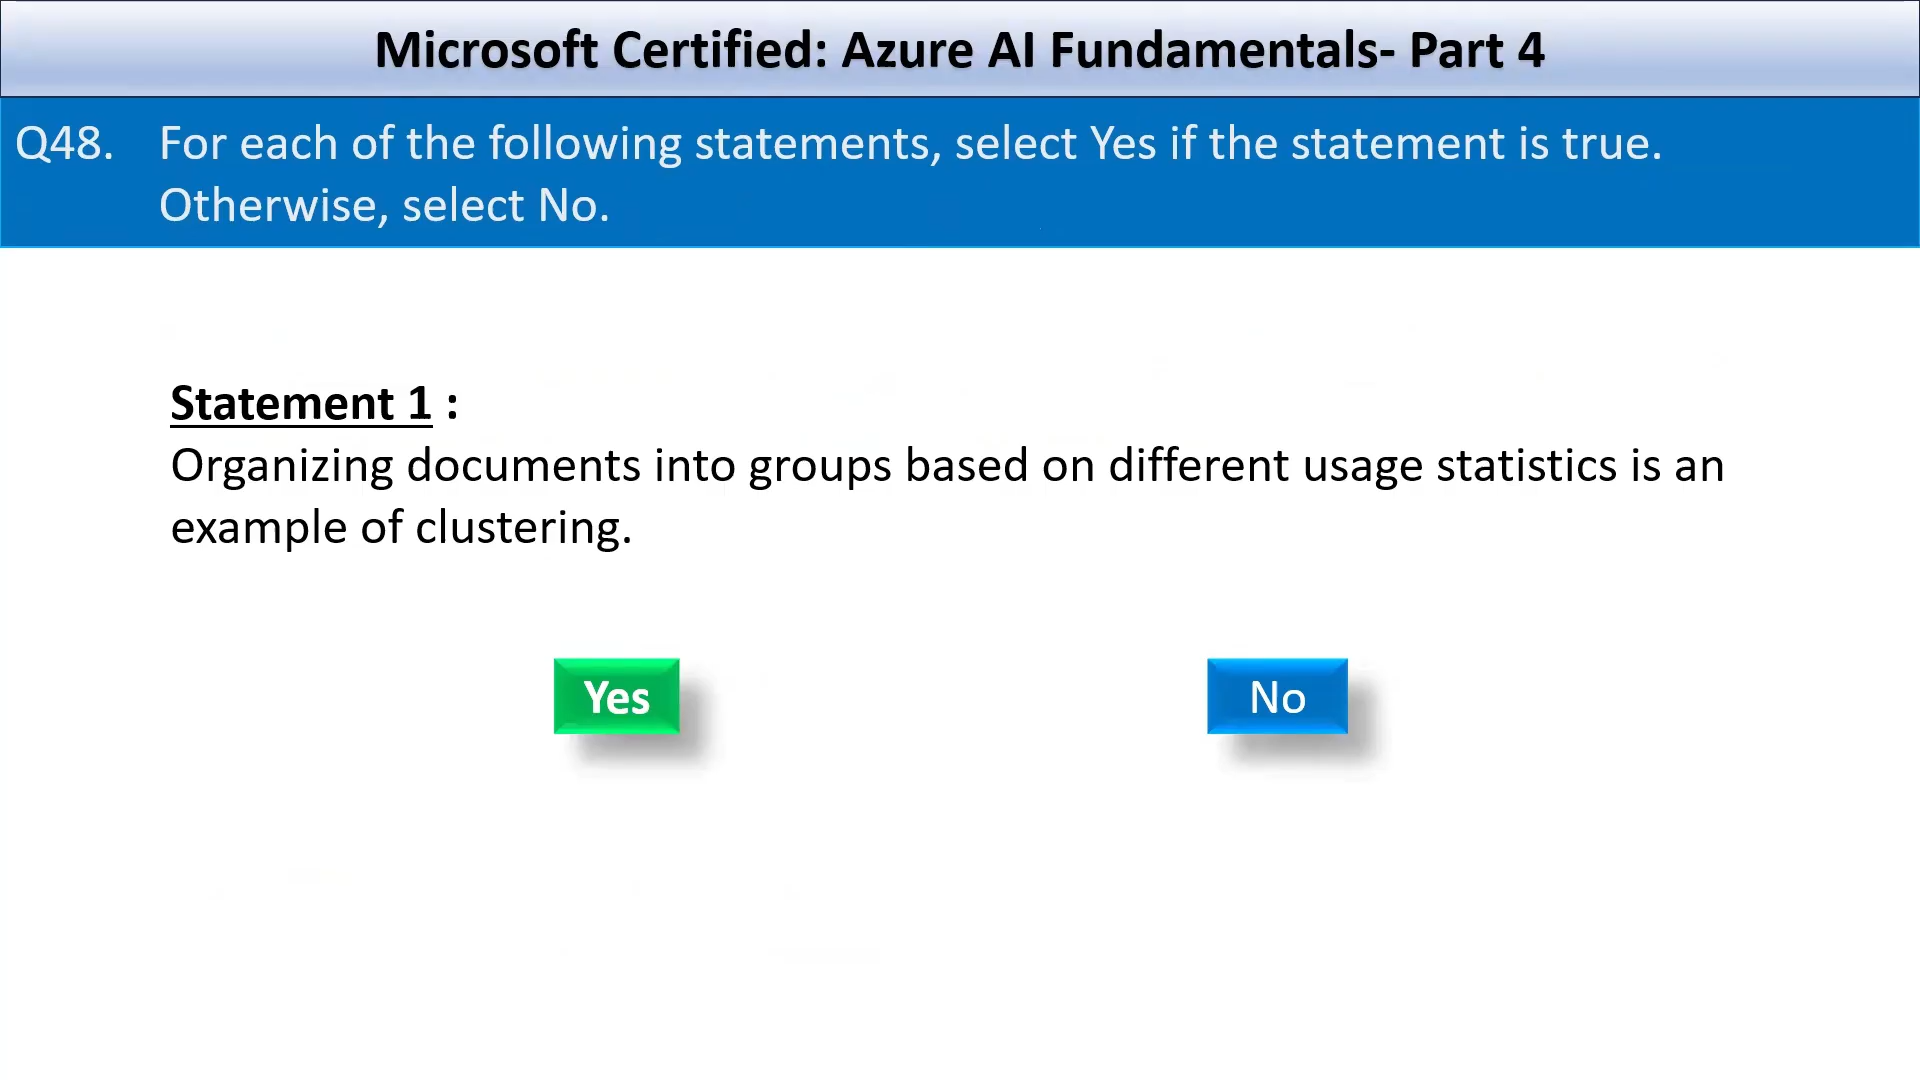 Microsoft Certified: Azure AI Fundamentals- Part 4
Q48. For each of the following statements, select Yes if the statement is true.
Otherwise, select No.
Statement 1 :
Organizing documents into groups based on different usage statistics is an
example of clustering.
Yes
No